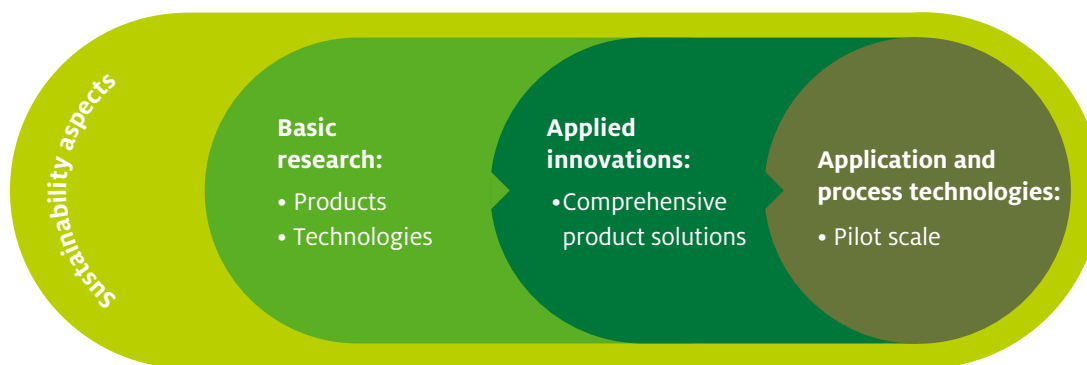 Sustainability aspects
Basic
research:
• Products
• Technologies
Applied
innovations:
•Comprehensive
product solutions
Application and
process technologies:
• Pilot scale